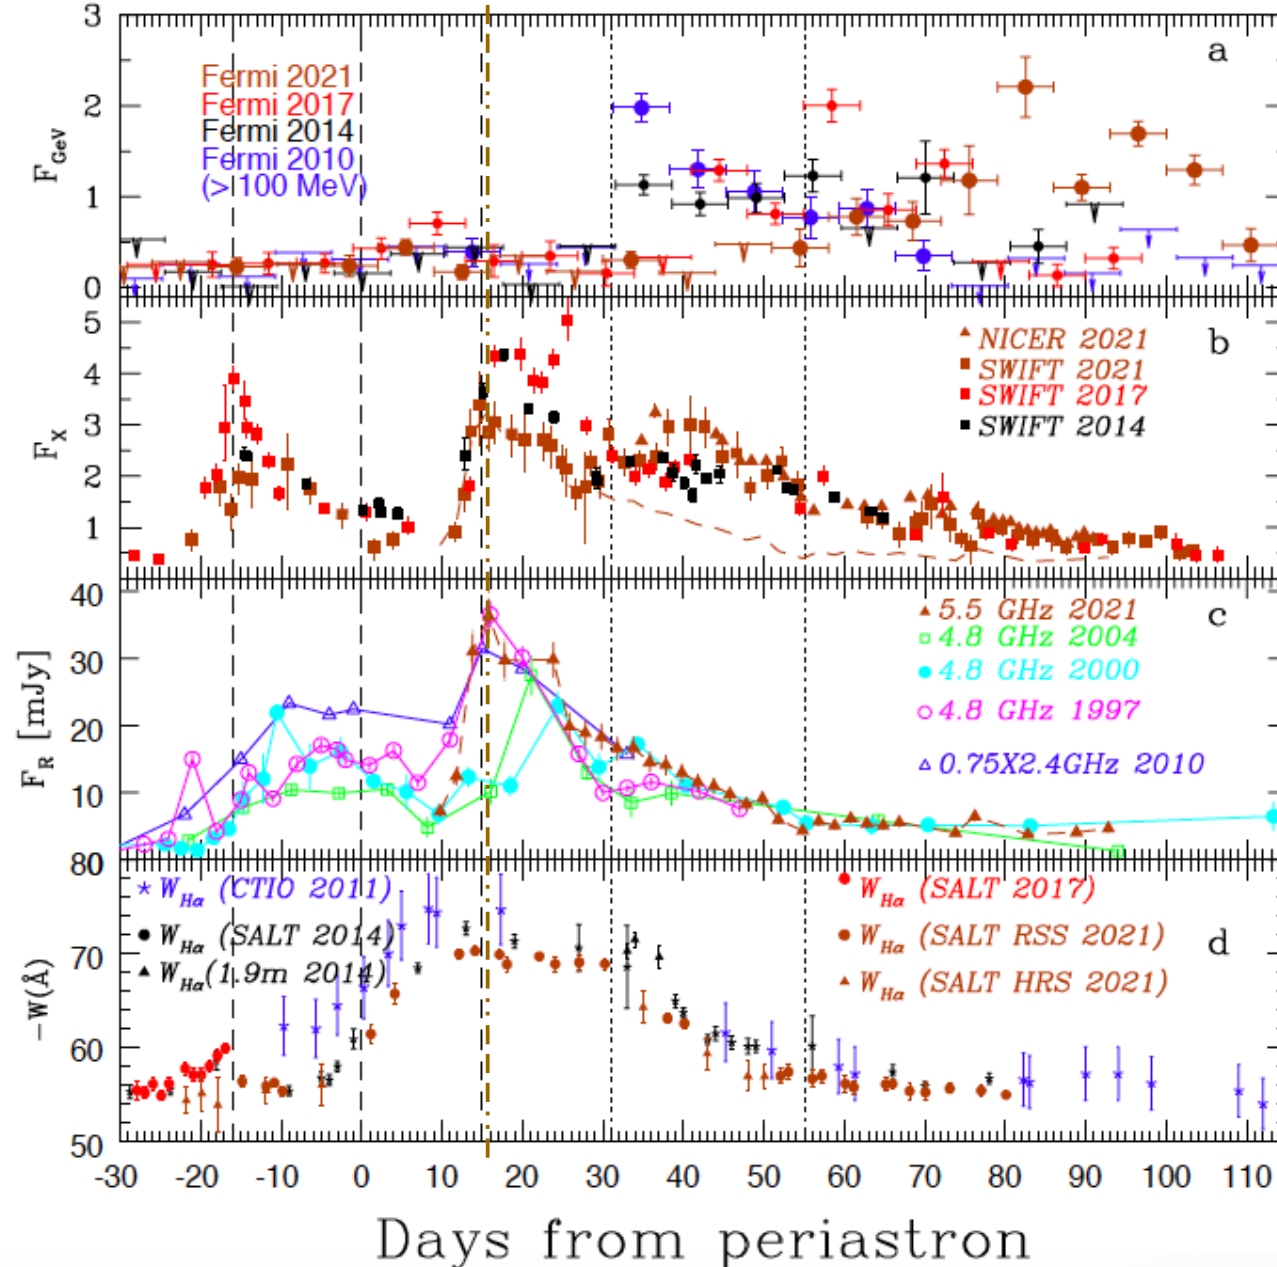 3
2
1
0
F_GeV
a
Fermi 2021
Fermi 2017
Fermi 2014
Fermi 2010
(> 100 MeV)
5
4
3
2
1
F_X
b
NICER 2021
SWIFT 2021
SWIFT 2017
SWIFT 2014
40
30
20
10
F_R [mJy]
c
5.5 GHz 2021
4.8 GHz 2004
4.8 GHz 2000
4.8 GHz 1997
0.75X2.4GHz 2010
80
70
60
50
-W(Å)
d
W_Hα (CTIO 2011)
W_Hα (SALT 2014)
W_Hα (1.9m 2014)
W_Hα (SALT 2017)
W_Hα (SALT RSS 2021)
W_Hα (SALT HRS 2021)
-30 -20 -10 0 10 20 30 40 50 60 70 80 90 100 110
Days from periastron